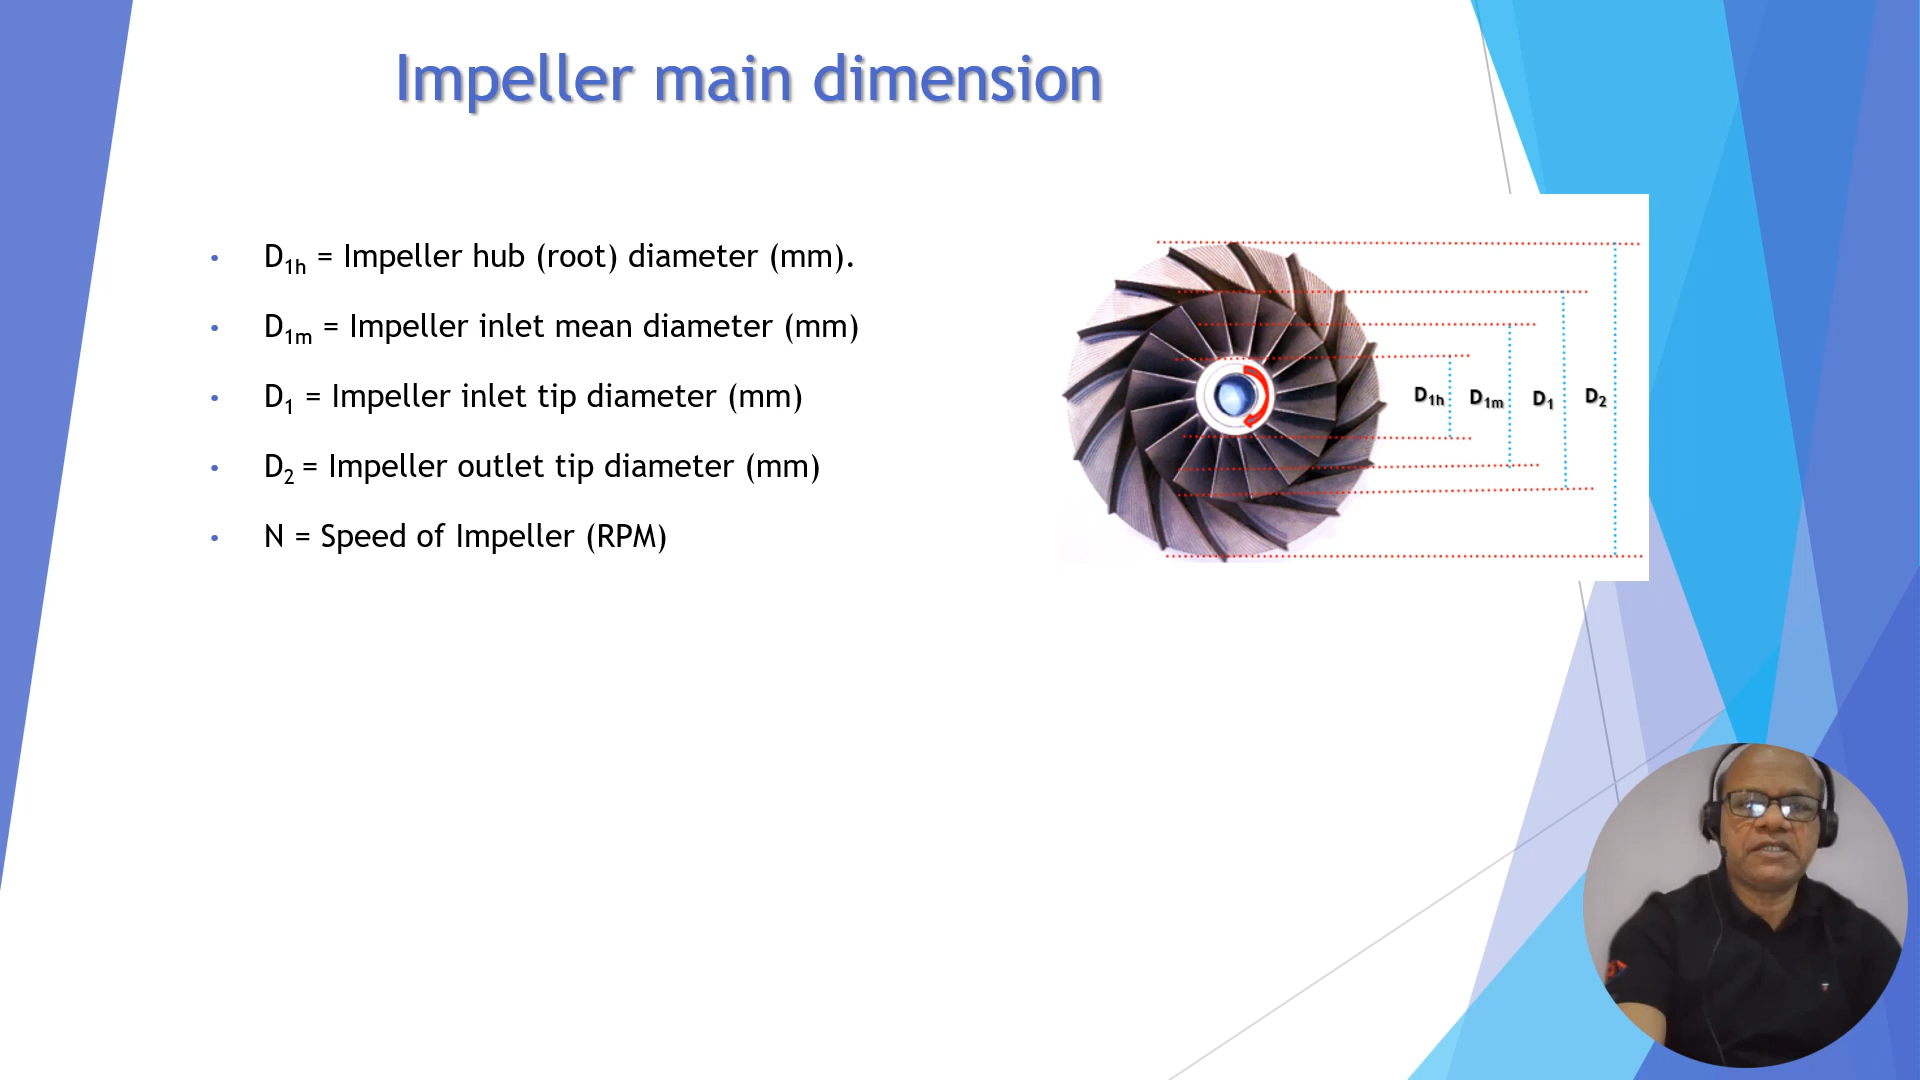 Impeller main dimension
• D₁ₕ = Impeller hub (root) diameter (mm).
• D₁ₘ = Impeller inlet mean diameter (mm)
• D₁ = Impeller inlet tip diameter (mm)
• D₂ = Impeller outlet tip diameter (mm)
• N = Speed of Impeller (RPM)
D₁ₕ D₁ₘ D₁ D₂